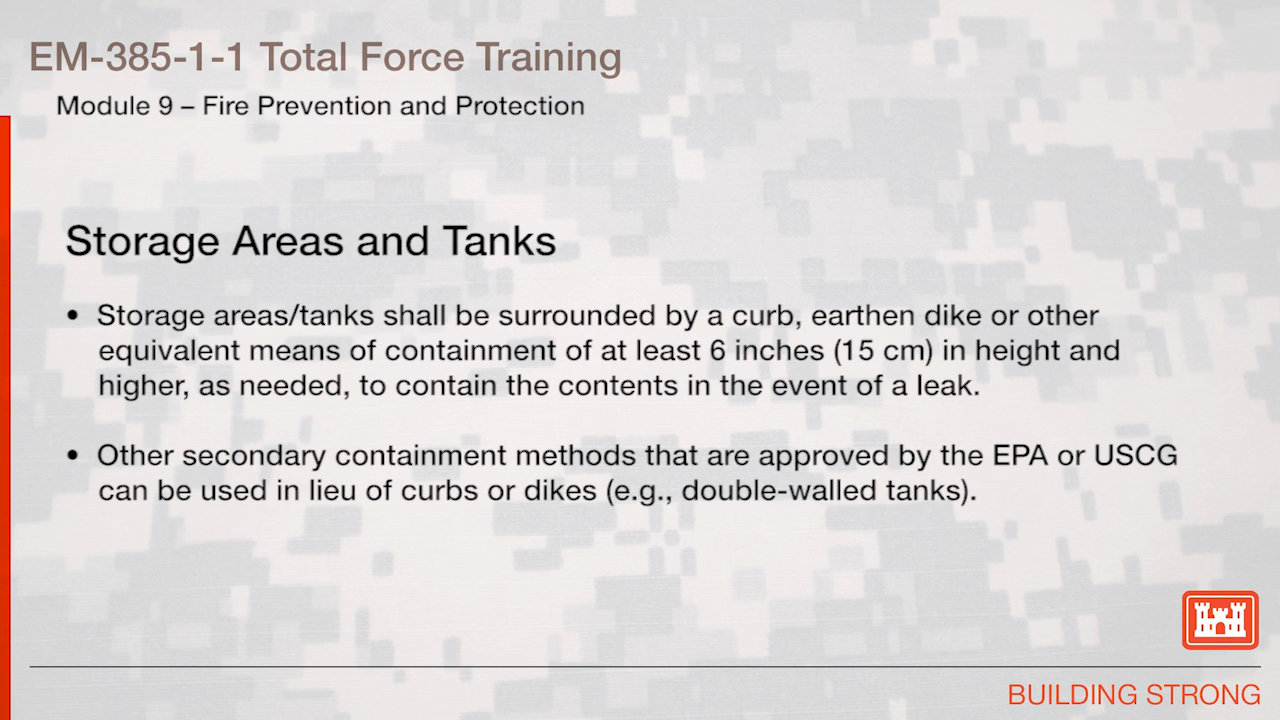 EM-385-1-1 Total Force Training
Module 9 – Fire Prevention and Protection
Storage Areas and Tanks
• Storage areas/tanks shall be surrounded by a curb, earthen dike or other
equivalent means of containment of at least 6 inches (15 cm) in height and
higher, as needed, to contain the contents in the event of a leak.
• Other secondary containment methods that are approved by the EPA or USCG
can be used in lieu of curbs or dikes (e.g., double-walled tanks).
BUILDING STRONG